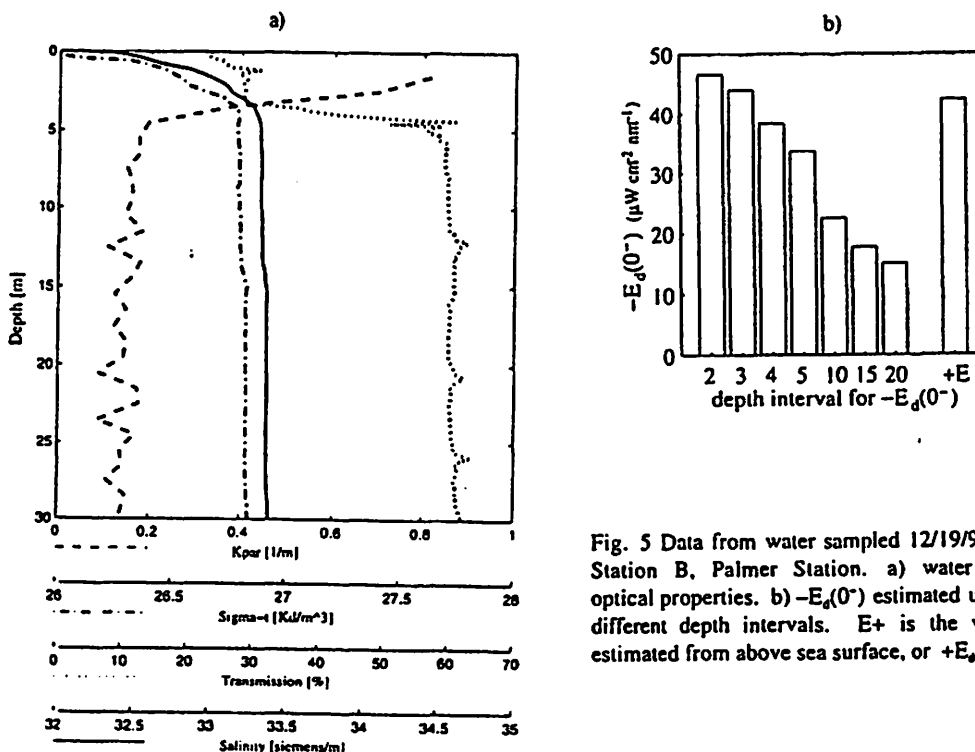 a)
0
5
10
15
20
25
30
Depth [m]
0 0.2 0.4 0.6 0.8 1
Kpar [1/m]
26 26.5 27 27.5 28
Sigma-t [Kd/m^3]
0 10 20 30 40 50 60 70
Transmission [%]
32 32.5 33 33.5 34 34.5 35
Salinity [siemens/m]
b)
50
40
30
20
10
0
−Ed(0−) (μW cm² nm⁻¹)
2 3 4 5 10 15 20 +E
depth interval for −Ed(0−)
Fig. 5 Data from water sampled 12/19/9
Station B, Palmer Station. a) water
optical properties. b) −Ed(0−) estimated u
different depth intervals. E+ is the
estimated from above sea surface, or +Ed